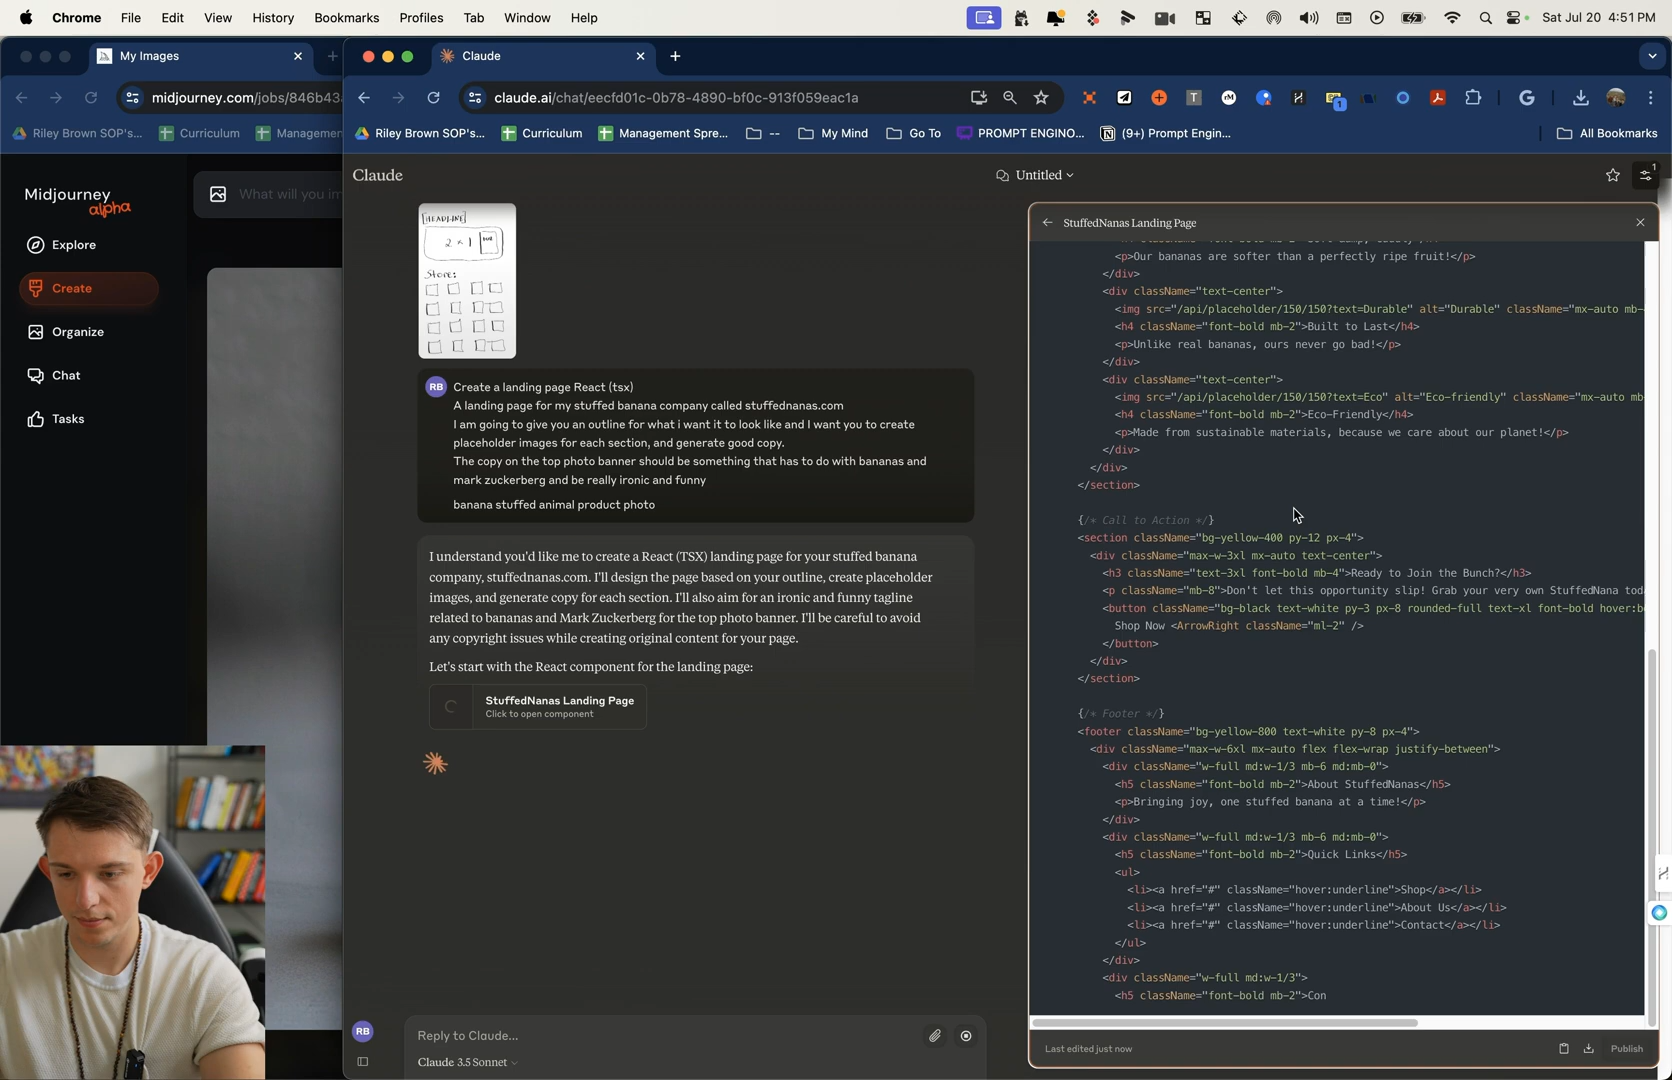 Chrome File Edit View History Bookmarks Profiles Tab Window Help
Sat Jul 20 4:51 PM
My Images
midjourney.com/jobs/846b43
Riley Brown SOP's... Curriculum
Midjourney
alpha
What will you im
Explore
Create
Organize
Chat
Tasks
Claude
claude.ai/chat/eecfd01c-0b78-4890-bf0c-913f059eac1a
Riley Brown SOP's... Curriculum Management Spre... -- My Mind Go To PROMPT ENGINO... (9+) Prompt Engin... All Bookmarks
Claude
Untitled
1
[HEADLINE]
2 x 1
Store:
RB
Create a landing page React (tsx)
A landing page for my stuffed banana company called stuffednanas.com
I am going to give you an outline for what i want it to look like and I want you to create
placeholder images for each section, and generate good copy.
The copy on the top photo banner should be something that has to do with bananas and
mark zuckerberg and be really ironic and funny
banana stuffed animal product photo
I understand you'd like me to create a React (TSX) landing page for your stuffed banana
company, stuffednanas.com. I'll design the page based on your outline, create placeholder
images, and generate copy for each section. I'll also aim for an ironic and funny tagline
related to bananas and Mark Zuckerberg for the top photo banner. I'll be careful to avoid
any copyright issues while creating original content for your page.
Let's start with the React component for the landing page:
StuffedNanas Landing Page
Click to open component
RB
Reply to Claude...
Claude 3.5 Sonnet
StuffedNanas Landing Page
<p>Our bananas are softer than a perfectly ripe fruit!</p>
</div>
<div className="text-center">
<img src="/api/placeholder/150/150?text=Durable" alt="Durable" className="mx-auto mb-
<h4 className="font-bold mb-2">Built to Last</h4>
<p>Unlike real bananas, ours never go bad!</p>
</div>
<div className="text-center">
<img src="/api/placeholder/150/150?text=Eco" alt="Eco-friendly" className="mx-auto mb-
<h4 className="font-bold mb-2">Eco-Friendly</h4>
<p>Made from sustainable materials, because we care about our planet!</p>
</div>
</div>
</section>
{/* Call to Action */}
<section className="bg-yellow-400 py-12 px-4">
<div className="max-w-3xl mx-auto text-center">
<h3 className="text-3xl font-bold mb-4">Ready to Join the Bunch?</h3>
<p className="mb-8">Don't let this opportunity slip! Grab your very own StuffedNana tod
<button className="bg-black text-white py-3 px-8 rounded-full text-xl font-bold hover:b
Shop Now <ArrowRight className="ml-2" />
</button>
</div>
</section>
{/* Footer */}
<footer className="bg-yellow-800 text-white py-8 px-4">
<div className="max-w-6xl mx-auto flex flex-wrap justify-between">
<div className="w-full md:w-1/3 mb-6 md:mb-0">
<h5 className="font-bold mb-2">About StuffedNanas</h5>
<p>Bringing joy, one stuffed banana at a time!</p>
</div>
<div className="w-full md:w-1/3 mb-6 md:mb-0">
<h5 className="font-bold mb-2">Quick Links</h5>
<ul>
<li><a href="#" className="hover:underline">Shop</a></li>
<li><a href="#" className="hover:underline">About Us</a></li>
<li><a href="#" className="hover:underline">Contact</a></li>
</ul>
</div>
<div className="w-full md:w-1/3">
<h5 className="font-bold mb-2">Con
Last edited just now
Publish